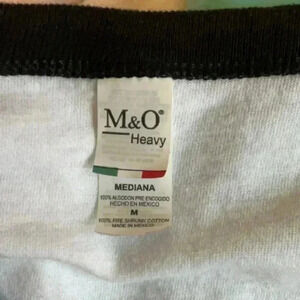 M&O®
Heavy
MEDIANA
100% ALGODON PRE ENCOGIDO
HECHO EN MEXICO
M
100% PRE SHRUNK COTTON
MADE IN MEXICO